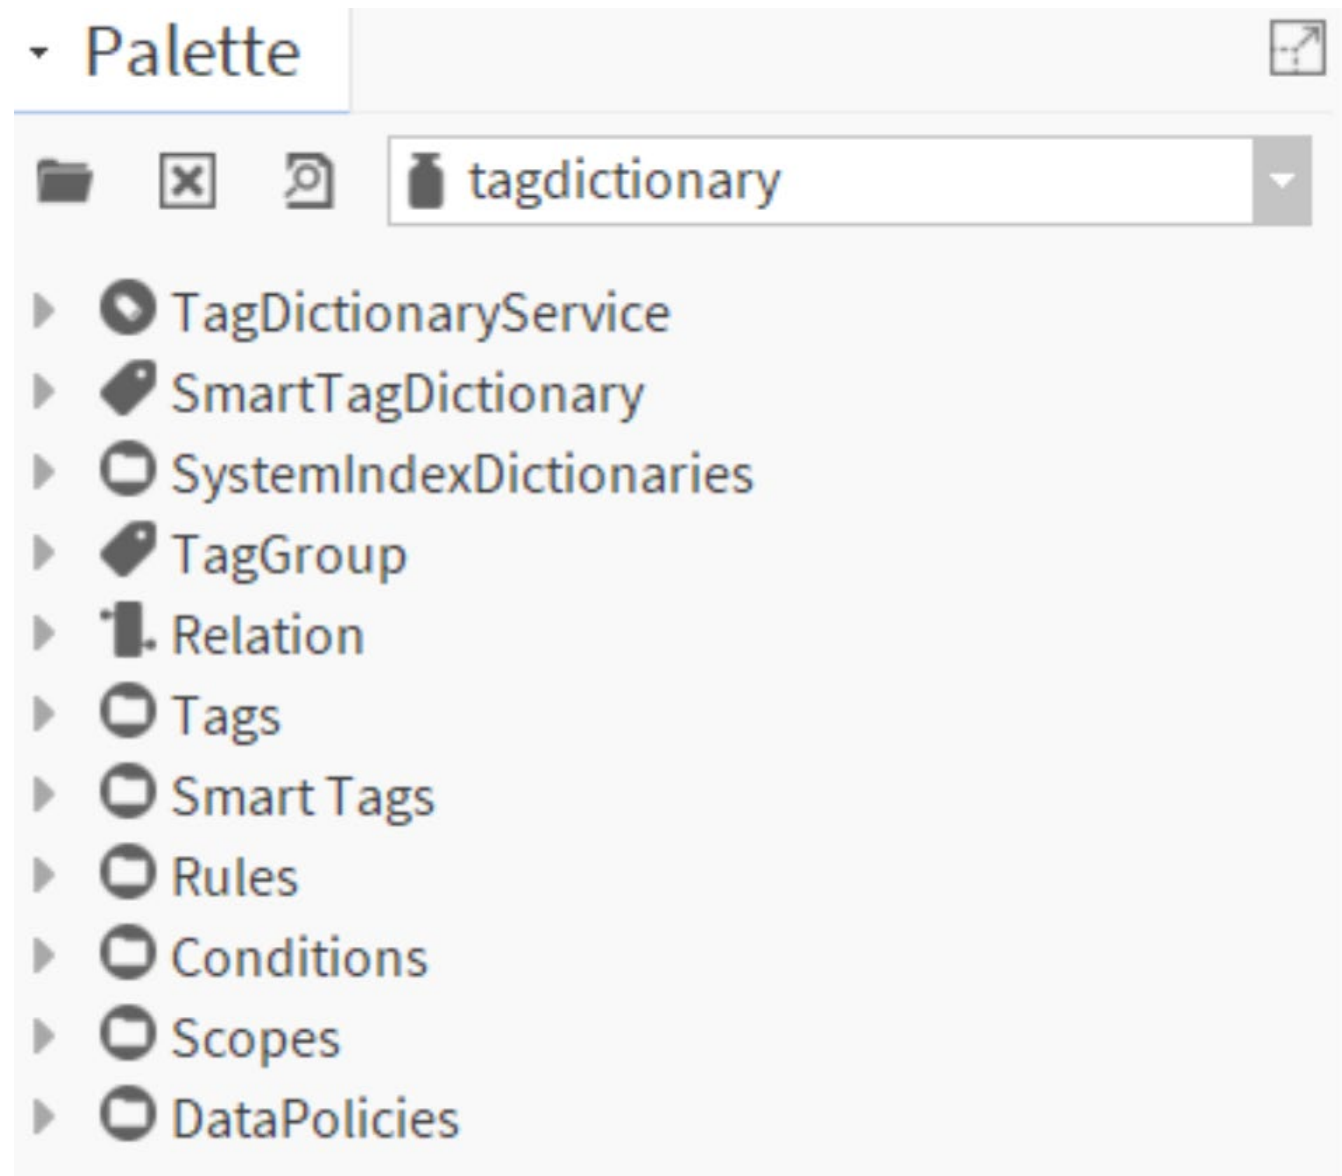 Palette
tagdictionary
TagDictionaryService
SmartTagDictionary
SystemIndexDictionaries
TagGroup
Relation
Tags
Smart Tags
Rules
Conditions
Scopes
DataPolicies